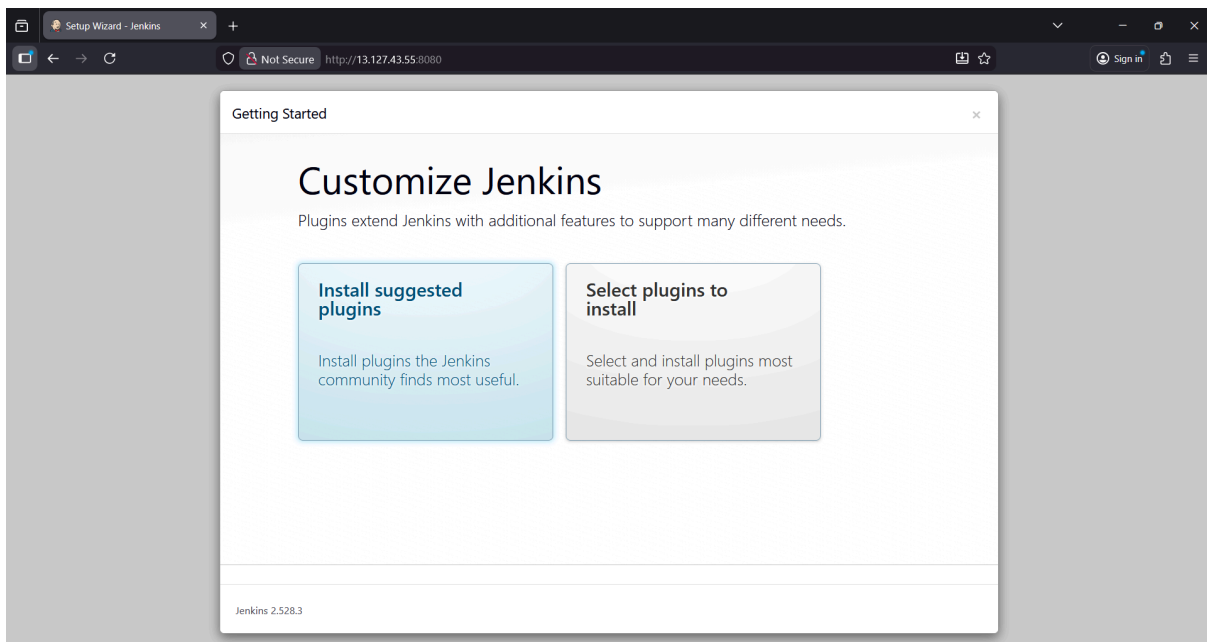 Setup Wizard - Jenkins
Not Secure http://13.127.43.55:8080
Sign in
Getting Started
Customize Jenkins
Plugins extend Jenkins with additional features to support many different needs.
Install suggested
plugins
Install plugins the Jenkins
community finds most useful.
Select plugins to
install
Select and install plugins most
suitable for your needs.
Jenkins 2.528.3